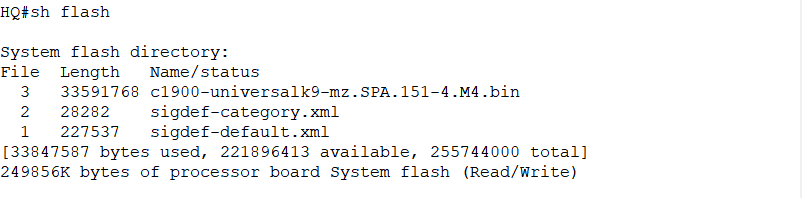 HQ#sh flash
System flash directory:
File  Length   Name/status
  3   33591768 c1900-universalk9-mz.SPA.151-4.M4.bin
  2   28282    sigdef-category.xml
  1   227537   sigdef-default.xml
[33847587 bytes used, 221896413 available, 255744000 total]
249856K bytes of processor board System flash (Read/Write)